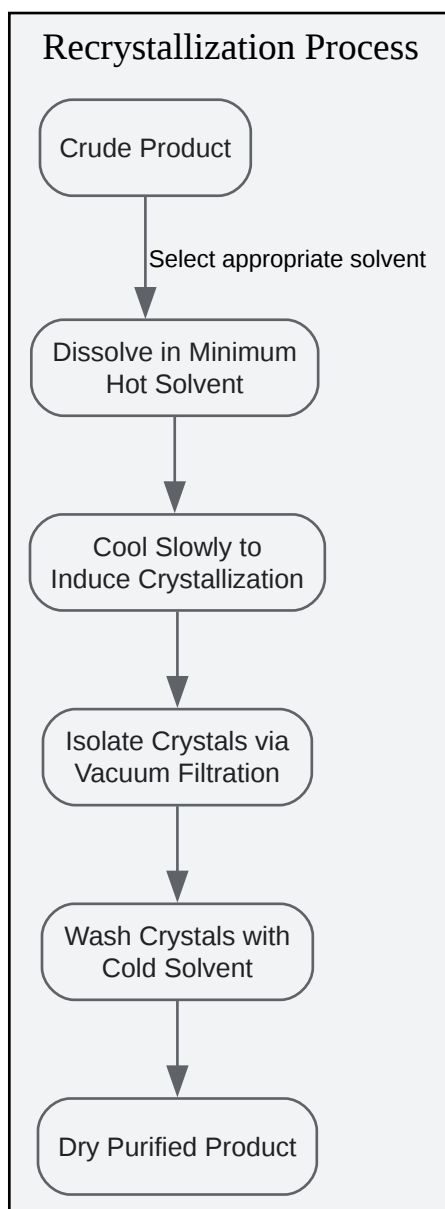 Recrystallization Process
Crude Product
Select appropriate solvent
Dissolve in Minimum
Hot Solvent
Cool Slowly to
Induce Crystallization
Isolate Crystals via
Vacuum Filtration
Wash Crystals with
Cold Solvent
Dry Purified Product